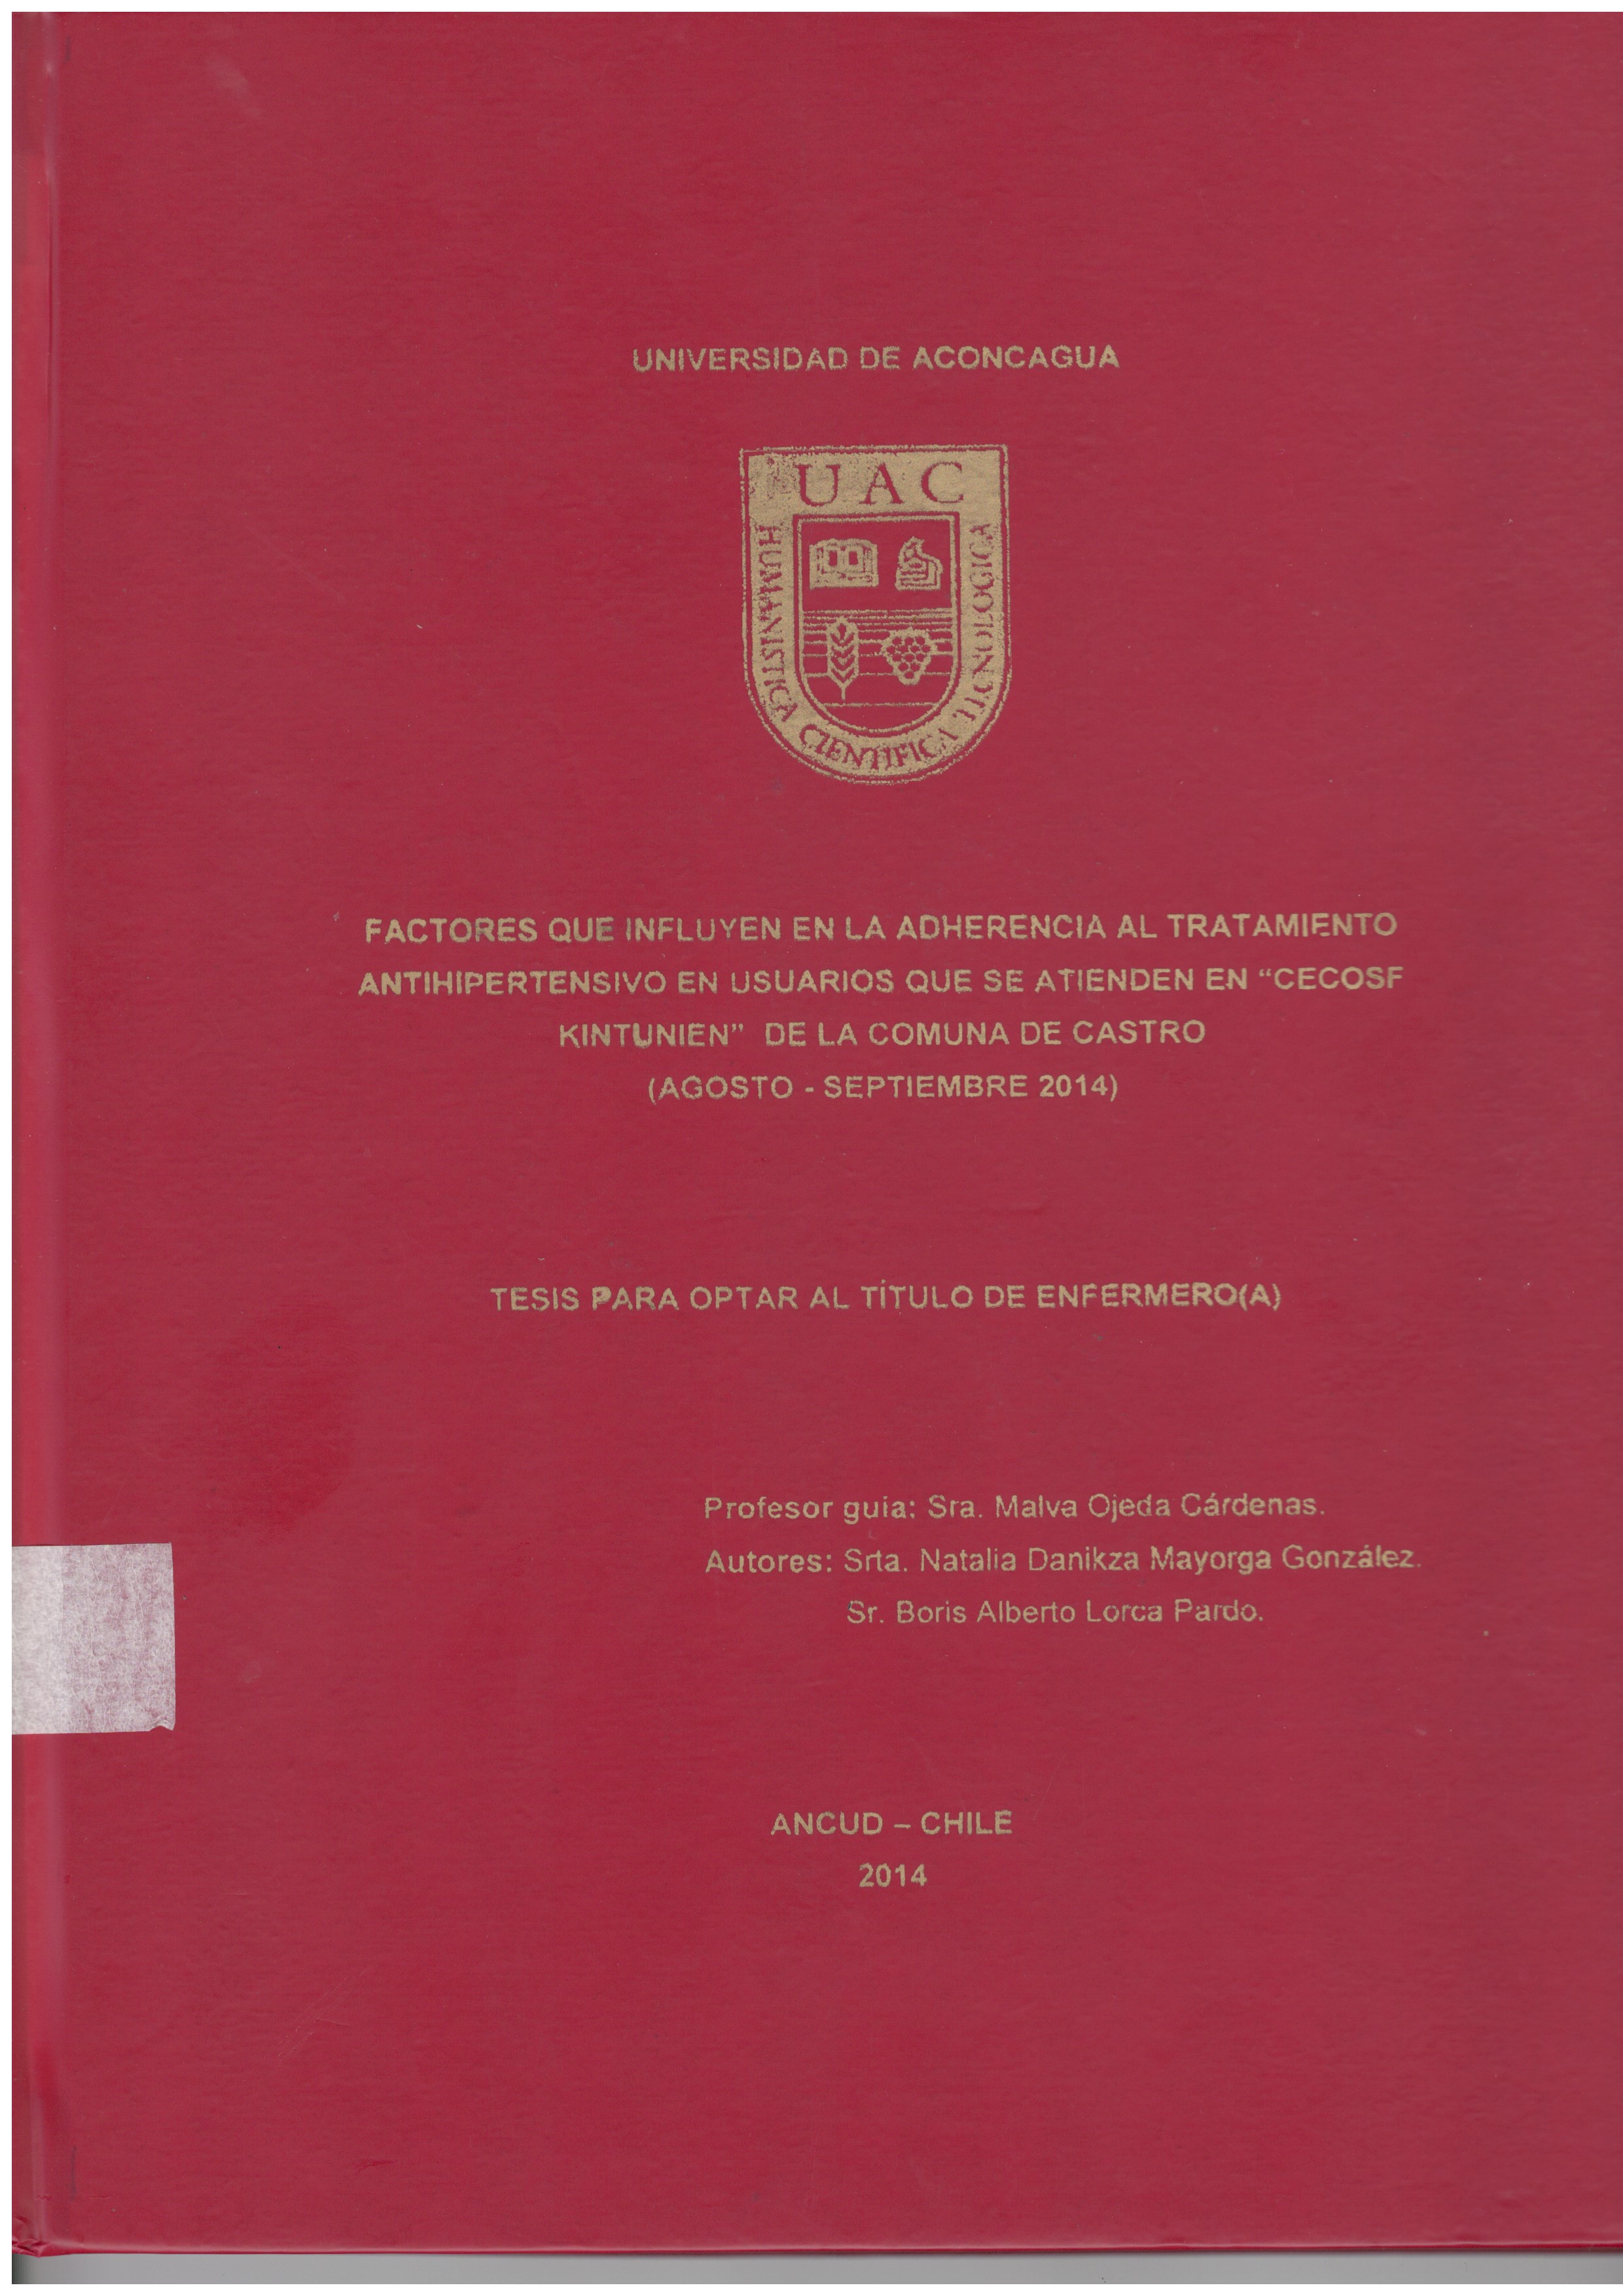 UNIVERSIDAD DE ACONCAGUA
UAC
HUMANISTICA CIENTIFICA TECNOLOGICA
FACTORES QUE INFLUYEN EN LA ADHERENCIA AL TRATAMIENTO
ANTIHIPERTENSIVO EN USUARIOS QUE SE ATIENDEN EN “CECOSF
KINTUNIEN” DE LA COMUNA DE CASTRO
(AGOSTO - SEPTIEMBRE 2014)
TESIS PARA OPTAR AL TÍTULO DE ENFERMERO(A)
Profesor guía: Sra. Malva Ojeda Cárdenas.
Autores: Srta. Natalia Danikza Mayorga González.
Sr. Boris Alberto Lorca Pardo.
ANCUD – CHILE
2014